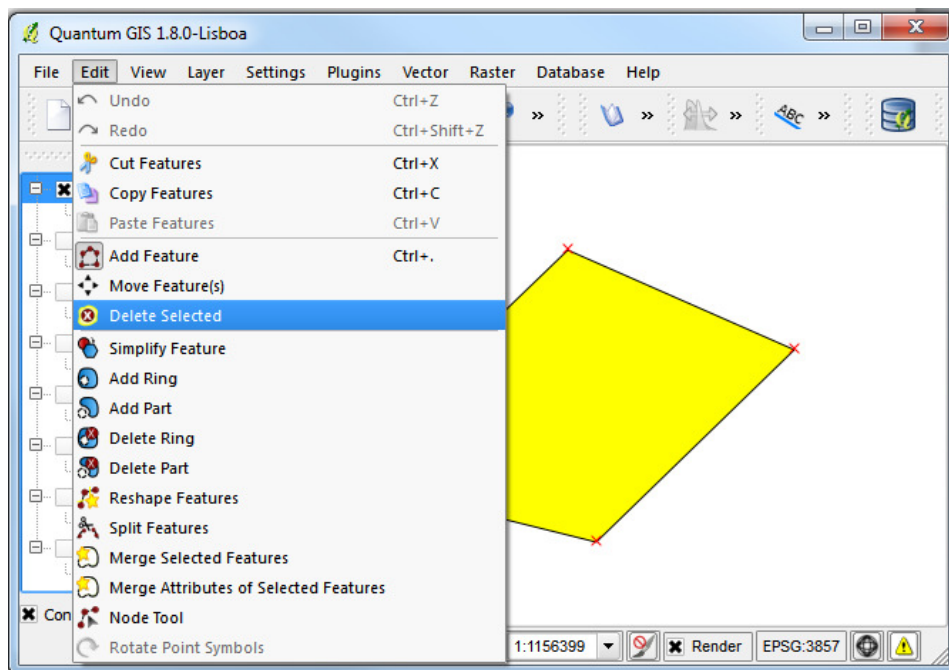 Quantum GIS 1.8.0-Lisboa
File Edit View Layer Settings Plugins Vector Raster Database Help
Undo Ctrl+Z
Redo Ctrl+Shift+Z
Cut Features Ctrl+X
Copy Features Ctrl+C
Paste Features Ctrl+V
Add Feature Ctrl+.
Move Feature(s)
Delete Selected
Simplify Feature
Add Ring
Add Part
Delete Ring
Delete Part
Reshape Features
Split Features
Merge Selected Features
Merge Attributes of Selected Features
Node Tool
Rotate Point Symbols
» » » ABC »
Con
1:1156399 Render EPSG:3857